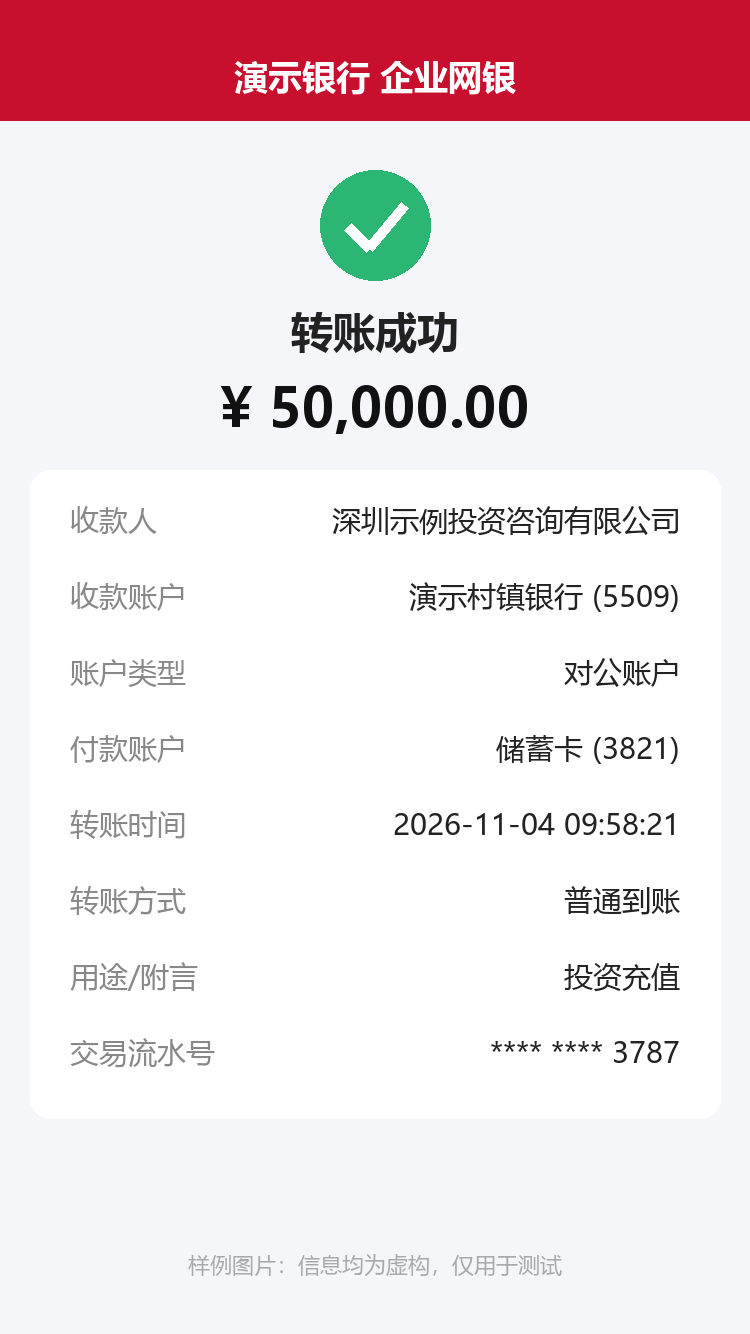 演示银行 企业网银
转账成功
¥ 50,000.00
收款人 深圳示例投资咨询有限公司
收款账户 演示村镇银行 (5509)
账户类型 对公账户
付款账户 储蓄卡 (3821)
转账时间 2026-11-04 09:58:21
转账方式 普通到账
用途/附言 投资充值
交易流水号 **** **** 3787
样例图片：信息均为虚构，仅用于测试